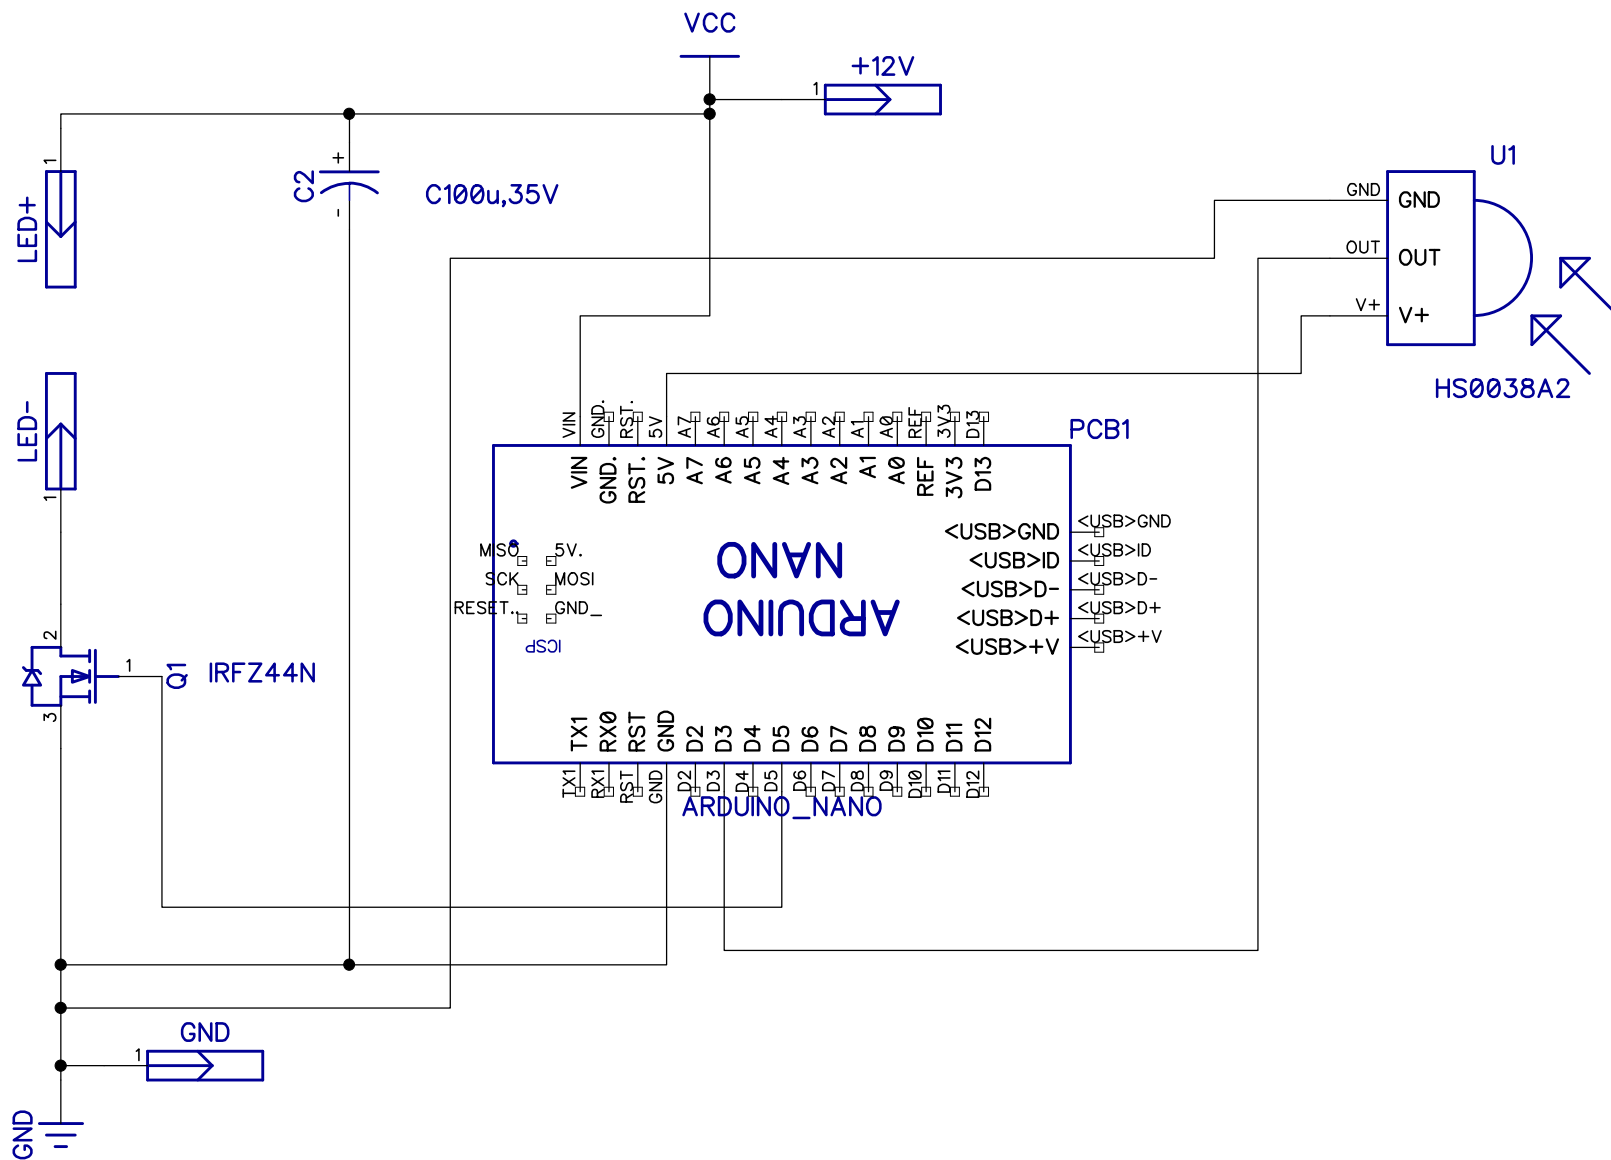 VCC
+12V
1
U1
1
LED+
C2
+
-
C100u,35V
GND
GND
OUT
OUT
V+
V+
HS0038A2
LED-
1
VIN
GND.
RST.
5V
A7
A6
A5
A4
A3
A2
A1
A0
REF
3V3
D13
PCB1
VIN
GND.
RST.
5V
A7
A6
A5
A4
A3
A2
A1
A0
REF
3V3
D13
<USB>GND
<USB>GND
<USB>ID
<USB>ID
<USB>D-
<USB>D-
<USB>D+
<USB>D+
<USB>+V
<USB>+V
MISO
5V.
SCK
MOSI
RESET..
GND_
ICSP
ARDUINO
NANO
2
1
3
Q1
IRFZ44N
TX1
RX0
RST
GND
D2
D3
D4
D5
D6
D7
D8
D9
D10
D11
D12
TX1
RX1
RST
GND
D2
D3
D4
D5
D6
D7
D8
D9
D10
D11
D12
ARDUINO_NANO
GND
1
GND